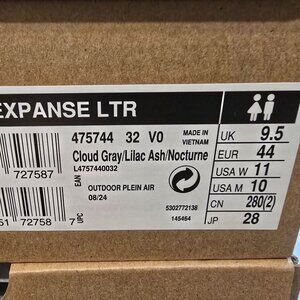 EXPANSE LTR
475744 32 V0
MADE IN
VIETNAM
Cloud Gray/Lilac Ash/Nocturne
L4757440032
EAN
727587
OUTDOOR PLEIN AIR
08/24
5302772138
145464
72758 7
UPC
UK 9.5
EUR 44
USA W 11
USA M 10
CN 280(2)
JP 28